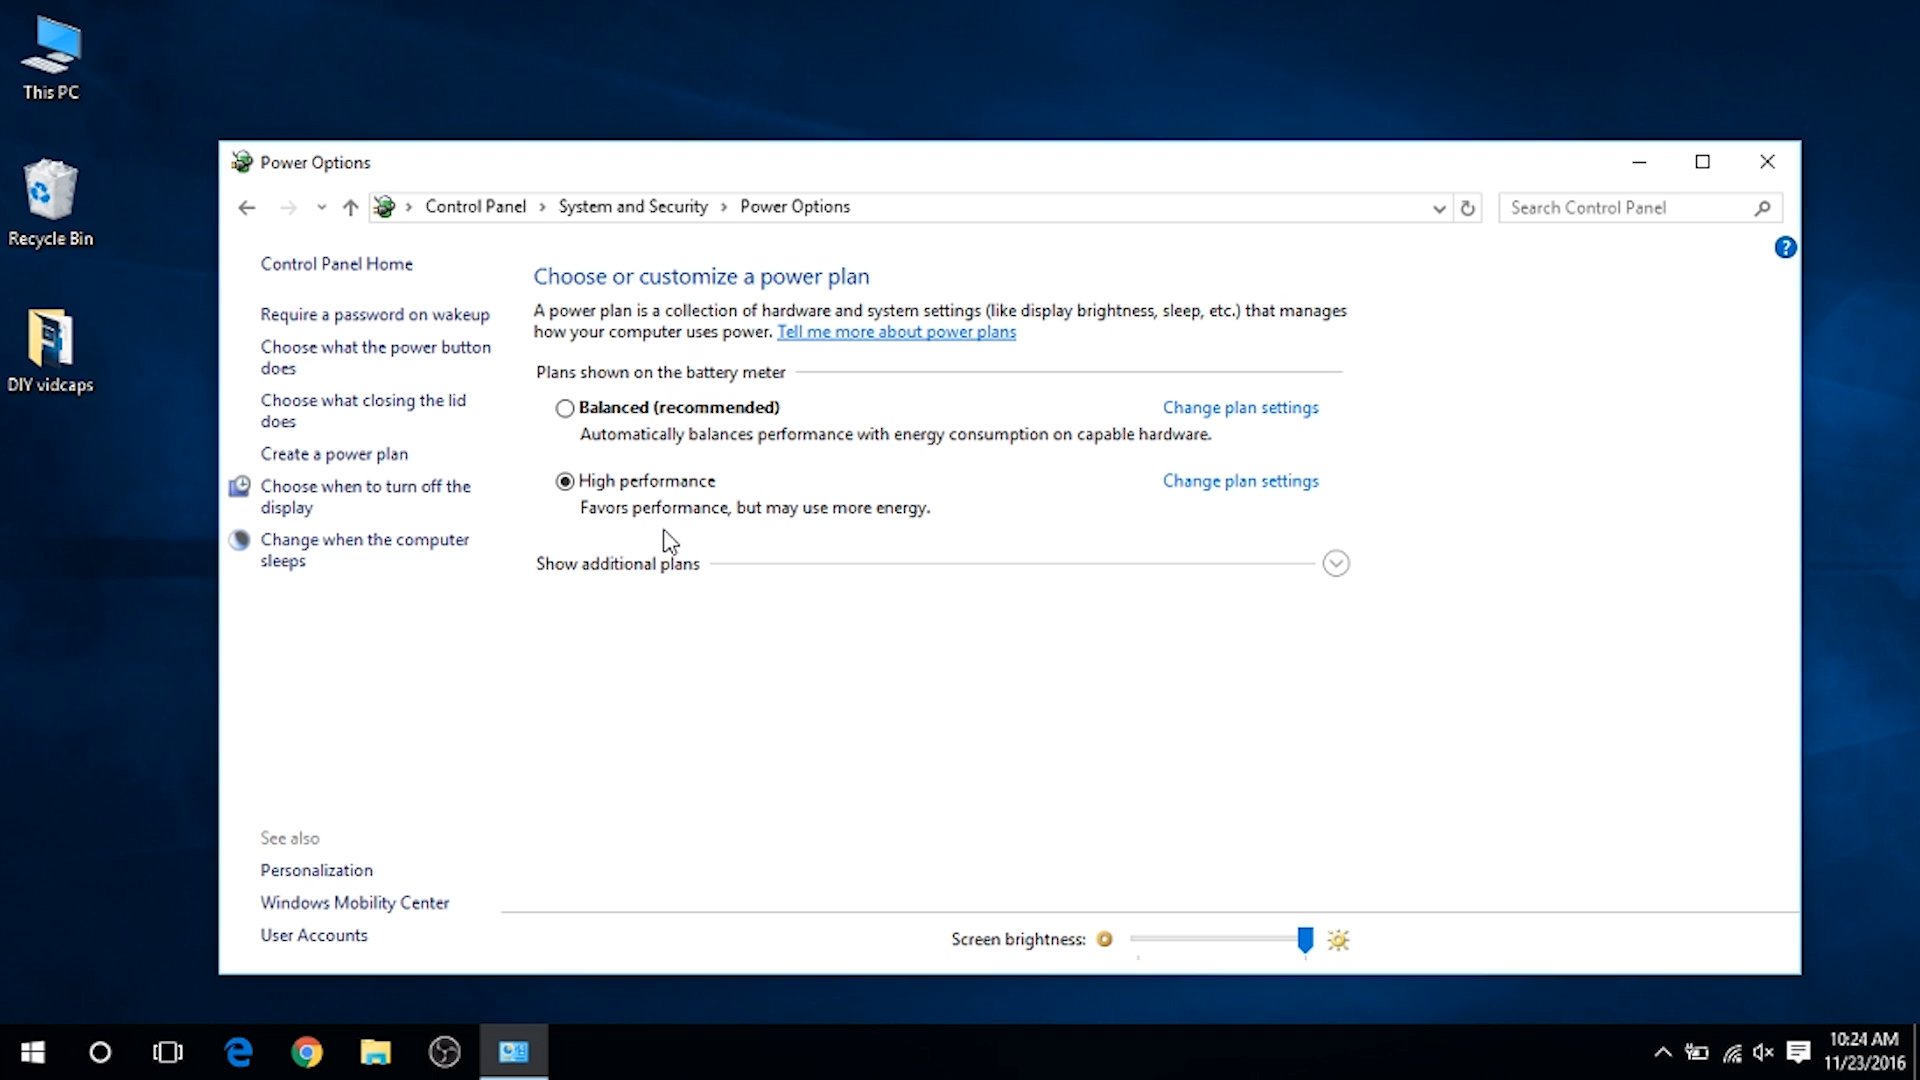 This PC
Recycle Bin
DIY vidcaps
Power Options
Control Panel > System and Security > Power Options
Search Control Panel
?
Control Panel Home
Require a password on wakeup
Choose what the power button
does
Choose what closing the lid
does
Create a power plan
Choose when to turn off the
display
Change when the computer
sleeps
Choose or customize a power plan
A power plan is a collection of hardware and system settings (like display brightness, sleep, etc.) that manages
how your computer uses power. Tell me more about power plans
Plans shown on the battery meter
Balanced (recommended) Change plan settings
Automatically balances performance with energy consumption on capable hardware.
High performance Change plan settings
Favors performance, but may use more energy.
Show additional plans
See also
Personalization
Windows Mobility Center
User Accounts
Screen brightness:
10:24 AM
11/23/2016